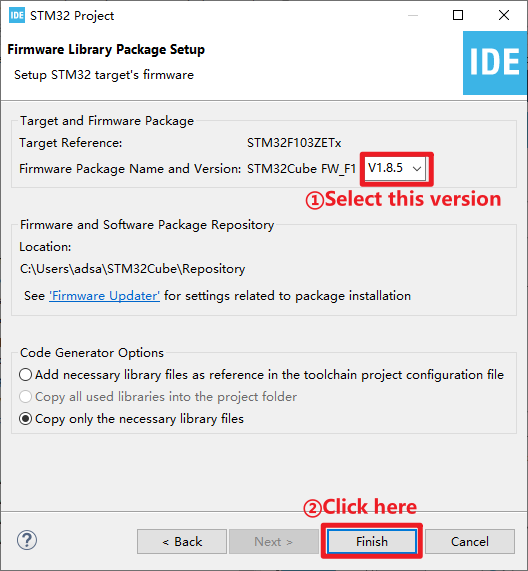 IDE STM32 Project
Firmware Library Package Setup
Setup STM32 target's firmware
IDE
Target and Firmware Package
Target Reference: STM32F103ZETx
Firmware Package Name and Version: STM32Cube FW_F1 V1.8.5
①Select this version
Firmware and Software Package Repository
Location:
C:\Users\adsa\STM32Cube\Repository
See 'Firmware Updater' for settings related to package installation
Code Generator Options
Add necessary library files as reference in the toolchain project configuration file
Copy all used libraries into the project folder
Copy only the necessary library files
②Click here
? < Back Next > Finish Cancel